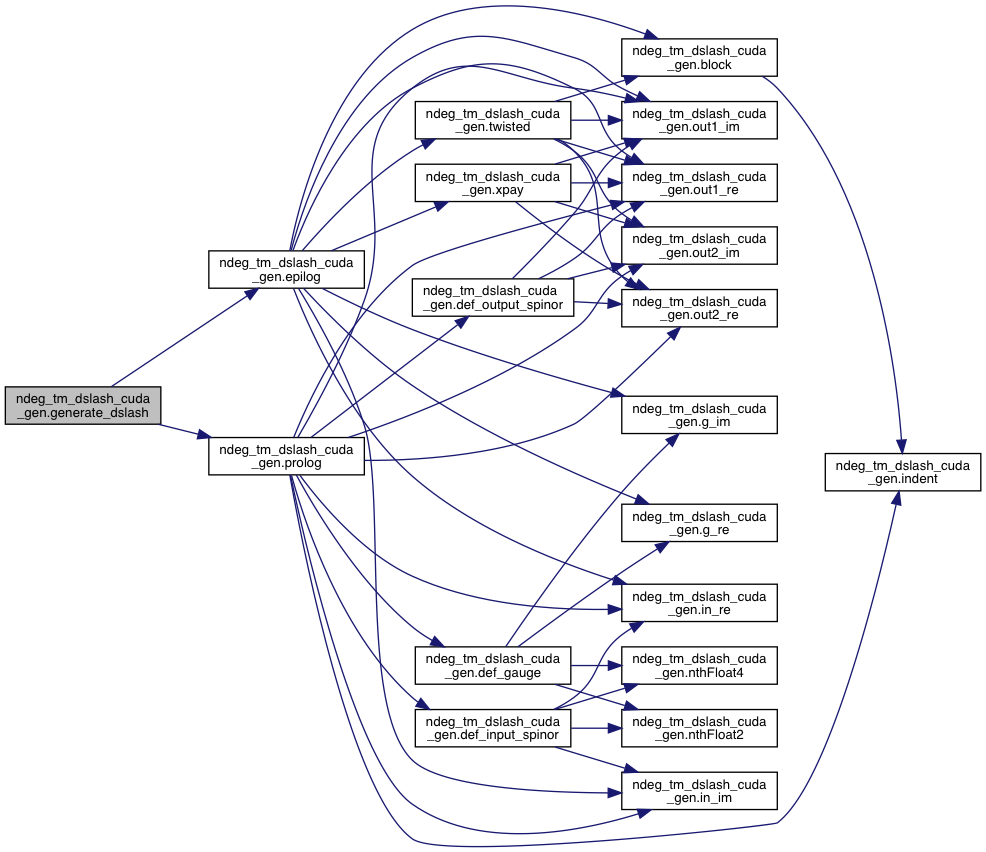 ndeg_tm_dslash_cuda
_gen.generate_dslash
ndeg_tm_dslash_cuda
_gen.epilog
ndeg_tm_dslash_cuda
_gen.prolog
ndeg_tm_dslash_cuda
_gen.twisted
ndeg_tm_dslash_cuda
_gen.xpay
ndeg_tm_dslash_cuda
_gen.def_output_spinor
ndeg_tm_dslash_cuda
_gen.def_gauge
ndeg_tm_dslash_cuda
_gen.def_input_spinor
ndeg_tm_dslash_cuda
_gen.block
ndeg_tm_dslash_cuda
_gen.out1_im
ndeg_tm_dslash_cuda
_gen.out1_re
ndeg_tm_dslash_cuda
_gen.out2_im
ndeg_tm_dslash_cuda
_gen.out2_re
ndeg_tm_dslash_cuda
_gen.g_im
ndeg_tm_dslash_cuda
_gen.g_re
ndeg_tm_dslash_cuda
_gen.in_re
ndeg_tm_dslash_cuda
_gen.nthFloat4
ndeg_tm_dslash_cuda
_gen.nthFloat2
ndeg_tm_dslash_cuda
_gen.in_im
ndeg_tm_dslash_cuda
_gen.indent